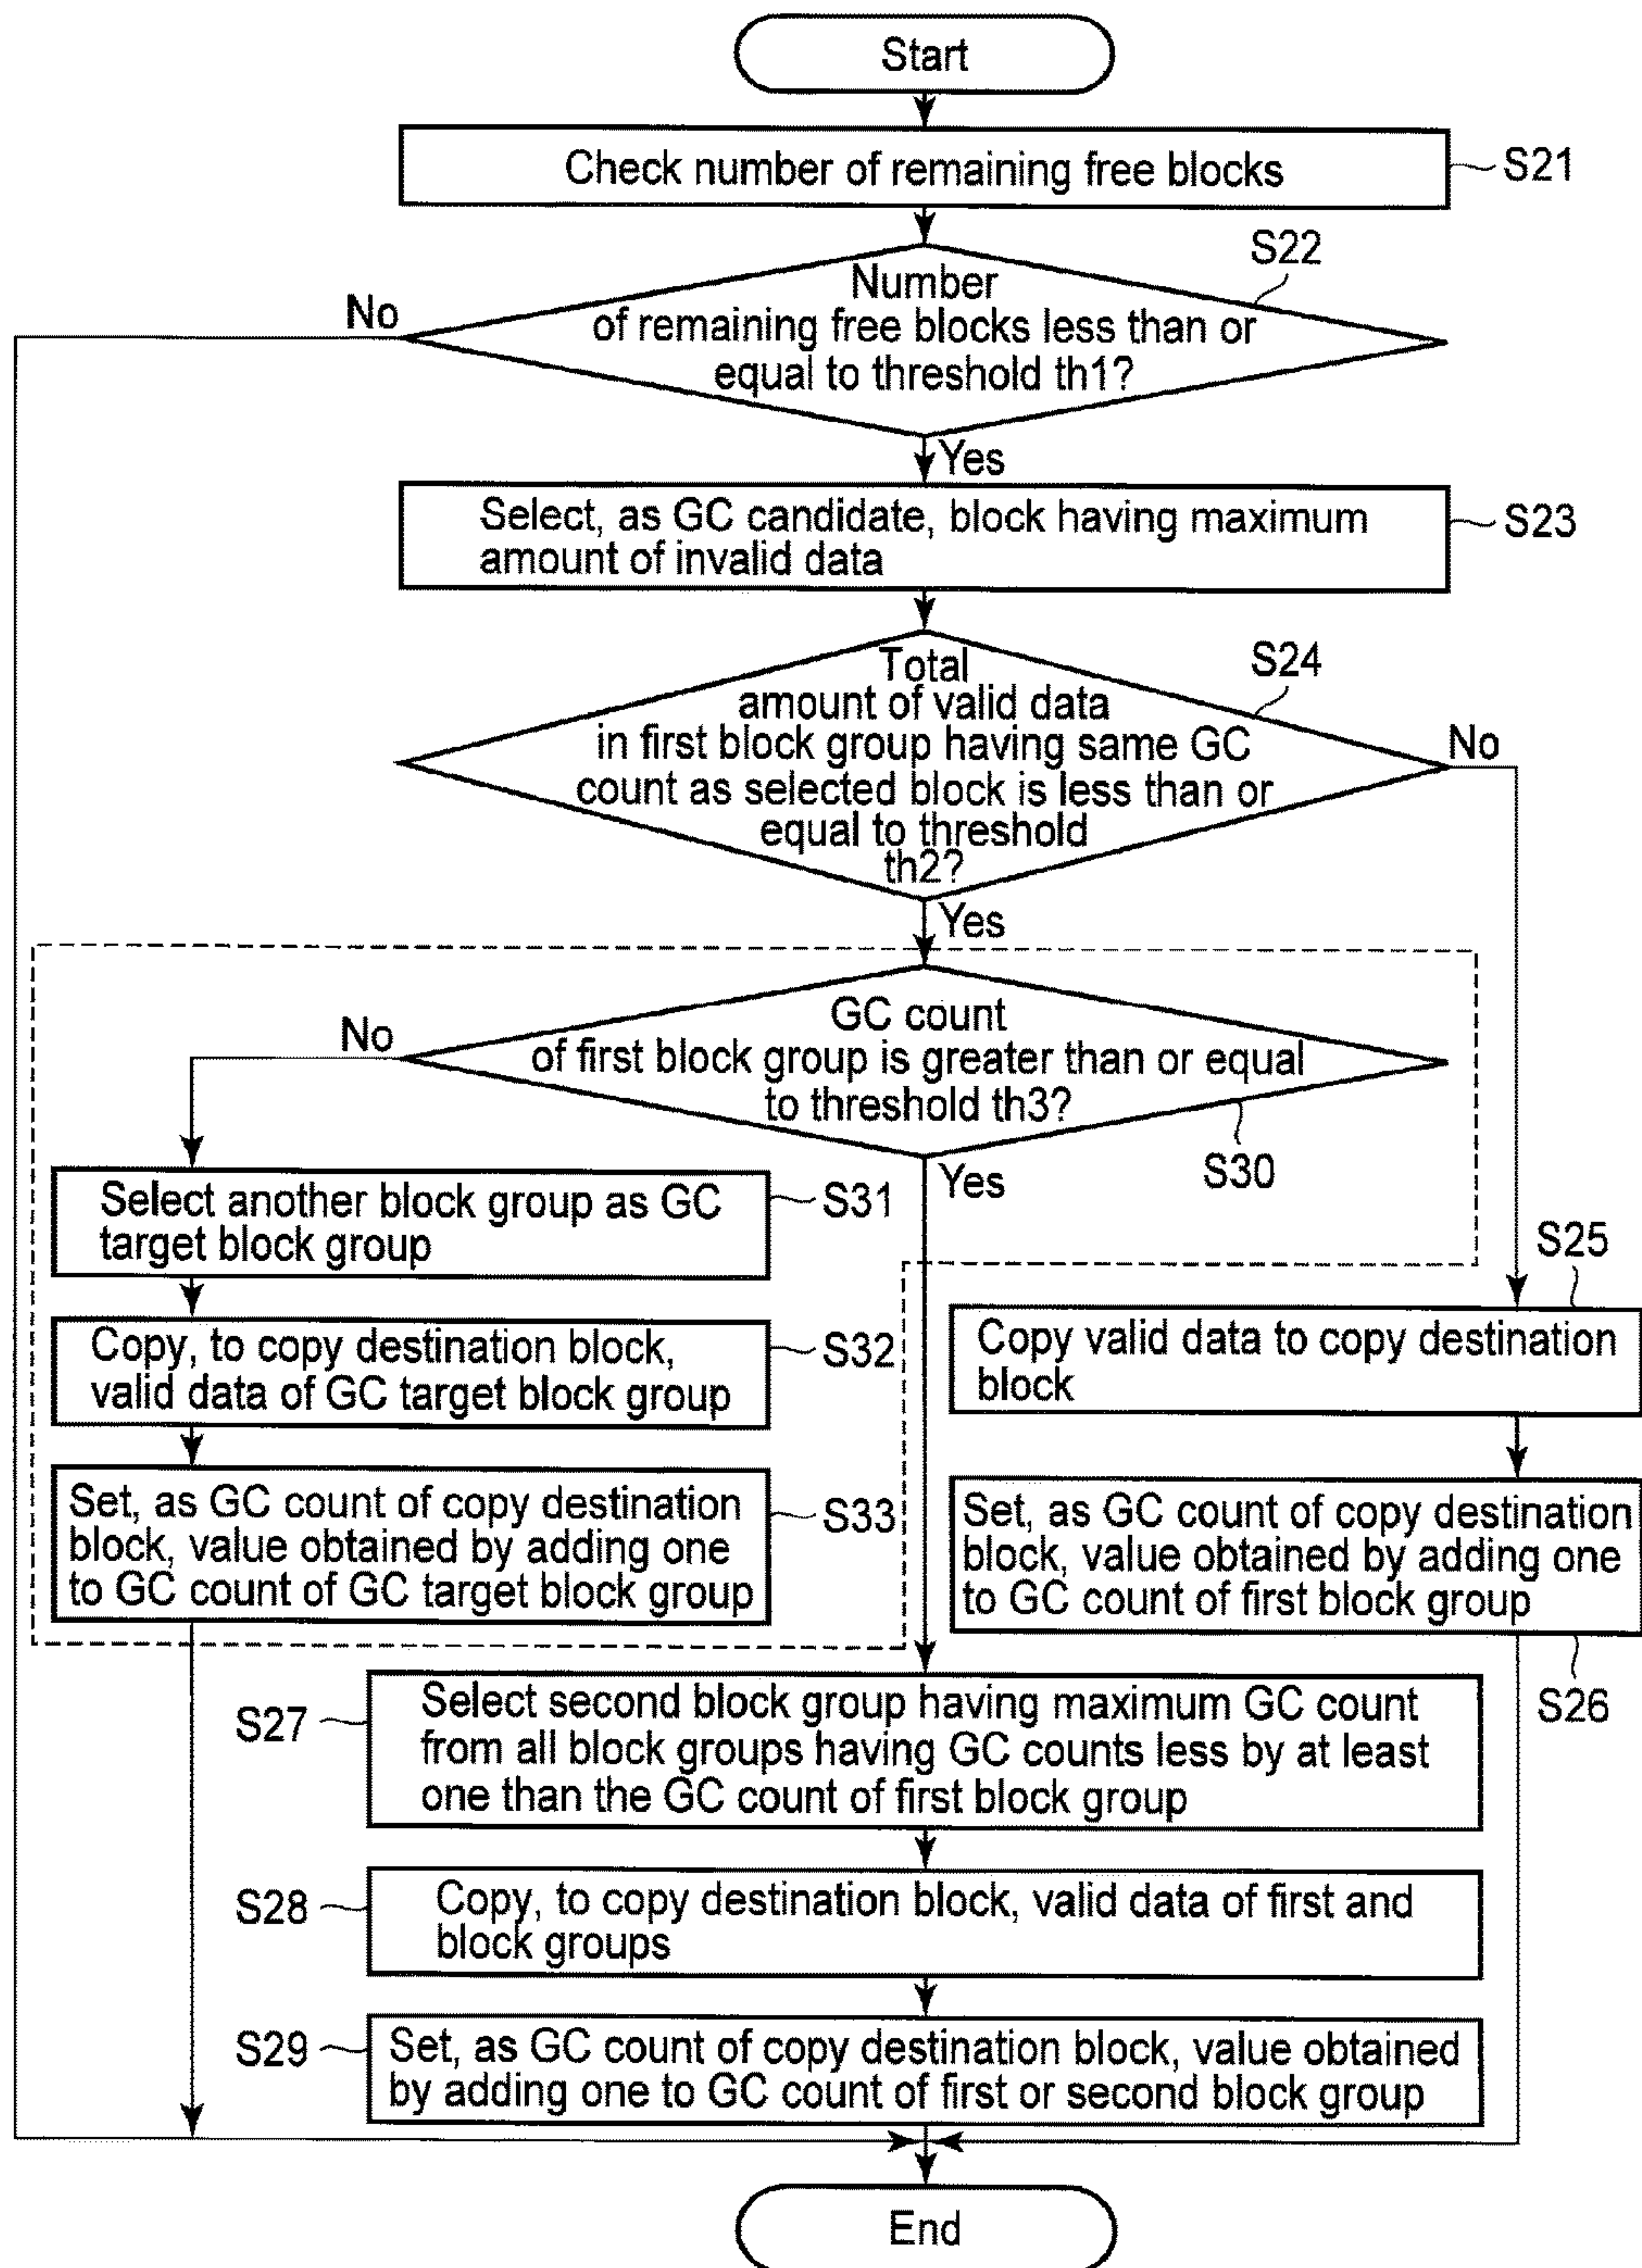 Start
Check number of remaining free blocks
S21
S22
Number
of remaining free blocks less than or
equal to threshold th1?
No
Yes
Select, as GC candidate, block having maximum
amount of invalid data
S23
S24
Total
amount of valid data
in first block group having same GC
count as selected block is less than or
equal to threshold
th2?
No
Yes
GC count
of first block group is greater than or equal
to threshold th3?
No
S30
Yes
Select another block group as GC
target block group
S31
S25
Copy, to copy destination block,
valid data of GC target block group
S32
Copy valid data to copy destination
block
Set, as GC count of copy destination
block, value obtained by adding one
to GC count of GC target block group
S33
Set, as GC count of copy destination
block, value obtained by adding one
to GC count of first block group
S26
S27
Select second block group having maximum GC count
from all block groups having GC counts less by at least
one than the GC count of first block group
S28
Copy, to copy destination block, valid data of first and
block groups
S29
Set, as GC count of copy destination block, value obtained
by adding one to GC count of first or second block group
End